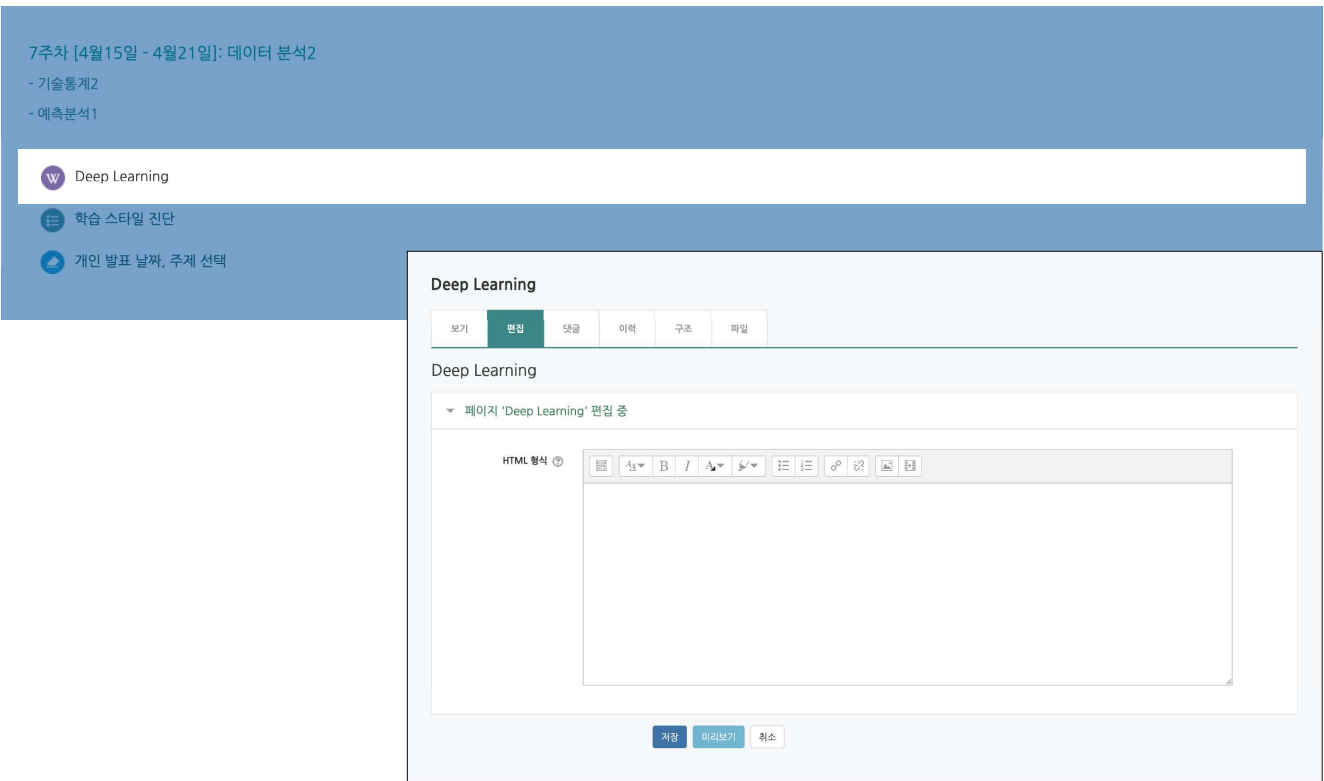 7주차 [4월15일 - 4월21일]: 데이터 분석2
- 기술통계2
- 예측분석1
W Deep Learning
학습 스타일 진단
개인 발표 날짜, 주제 선택
Deep Learning
보기 편집 댓글 이력 구조 파일
Deep Learning
페이지 'Deep Learning' 편집 중
HTML 형식 ?
저장 미리보기 취소